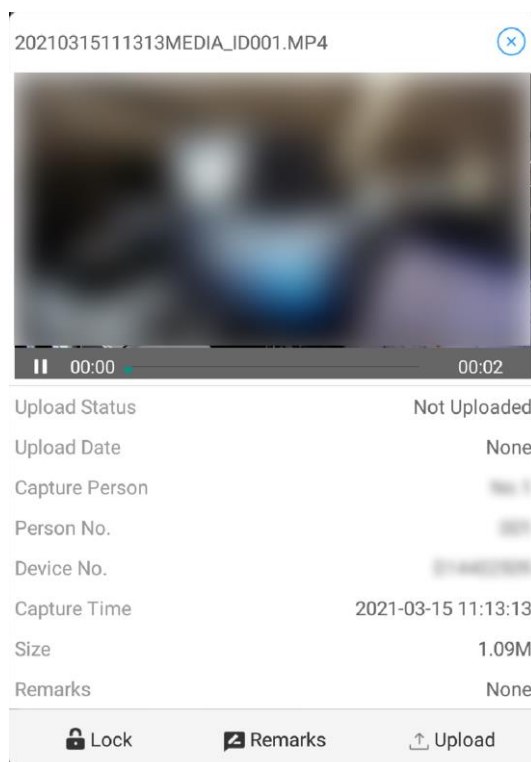 20210315111313MEDIA_ID001.MP4
00:00 00:02
Upload Status Not Uploaded
Upload Date None
Capture Person
Person No.
Device No.
Capture Time 2021-03-15 11:13:13
Size 1.09M
Remarks None
Lock Remarks Upload